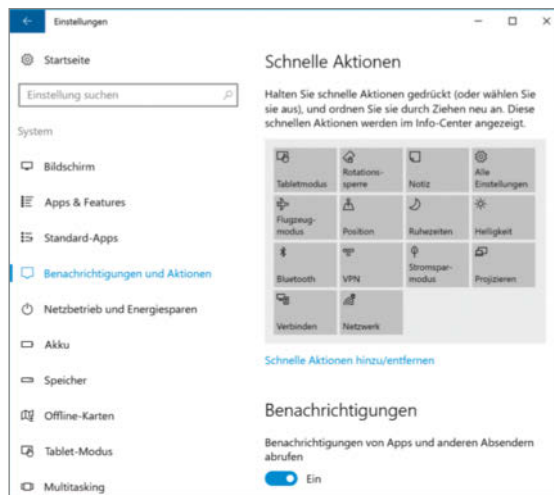 Einstellungen
Startseite
Einstellung suchen
System
Bildschirm
Apps & Features
Standard-Apps
Benachrichtigungen und Aktionen
Netzbetrieb und Energiesparen
Akku
Speicher
Offline-Karten
Tablet-Modus
Multitasking
Schnelle Aktionen
Halten Sie schnelle Aktionen gedrückt (oder wählen Sie
sie aus), und ordnen Sie sie durch Ziehen neu an. Diese
schnellen Aktionen werden im Info-Center angezeigt.
Tabletmodus
Rotations-
sperre
Notiz
Alle
Einstellungen
Flugzeug-
modus
Position
Ruhezeiten
Helligkeit
Bluetooth
VPN
Stromspar-
modus
Projizieren
Verbinden
Netzwerk
Schnelle Aktionen hinzu/entfernen
Benachrichtigungen
Benachrichtigungen von Apps und anderen Absendern
abrufen
Ein